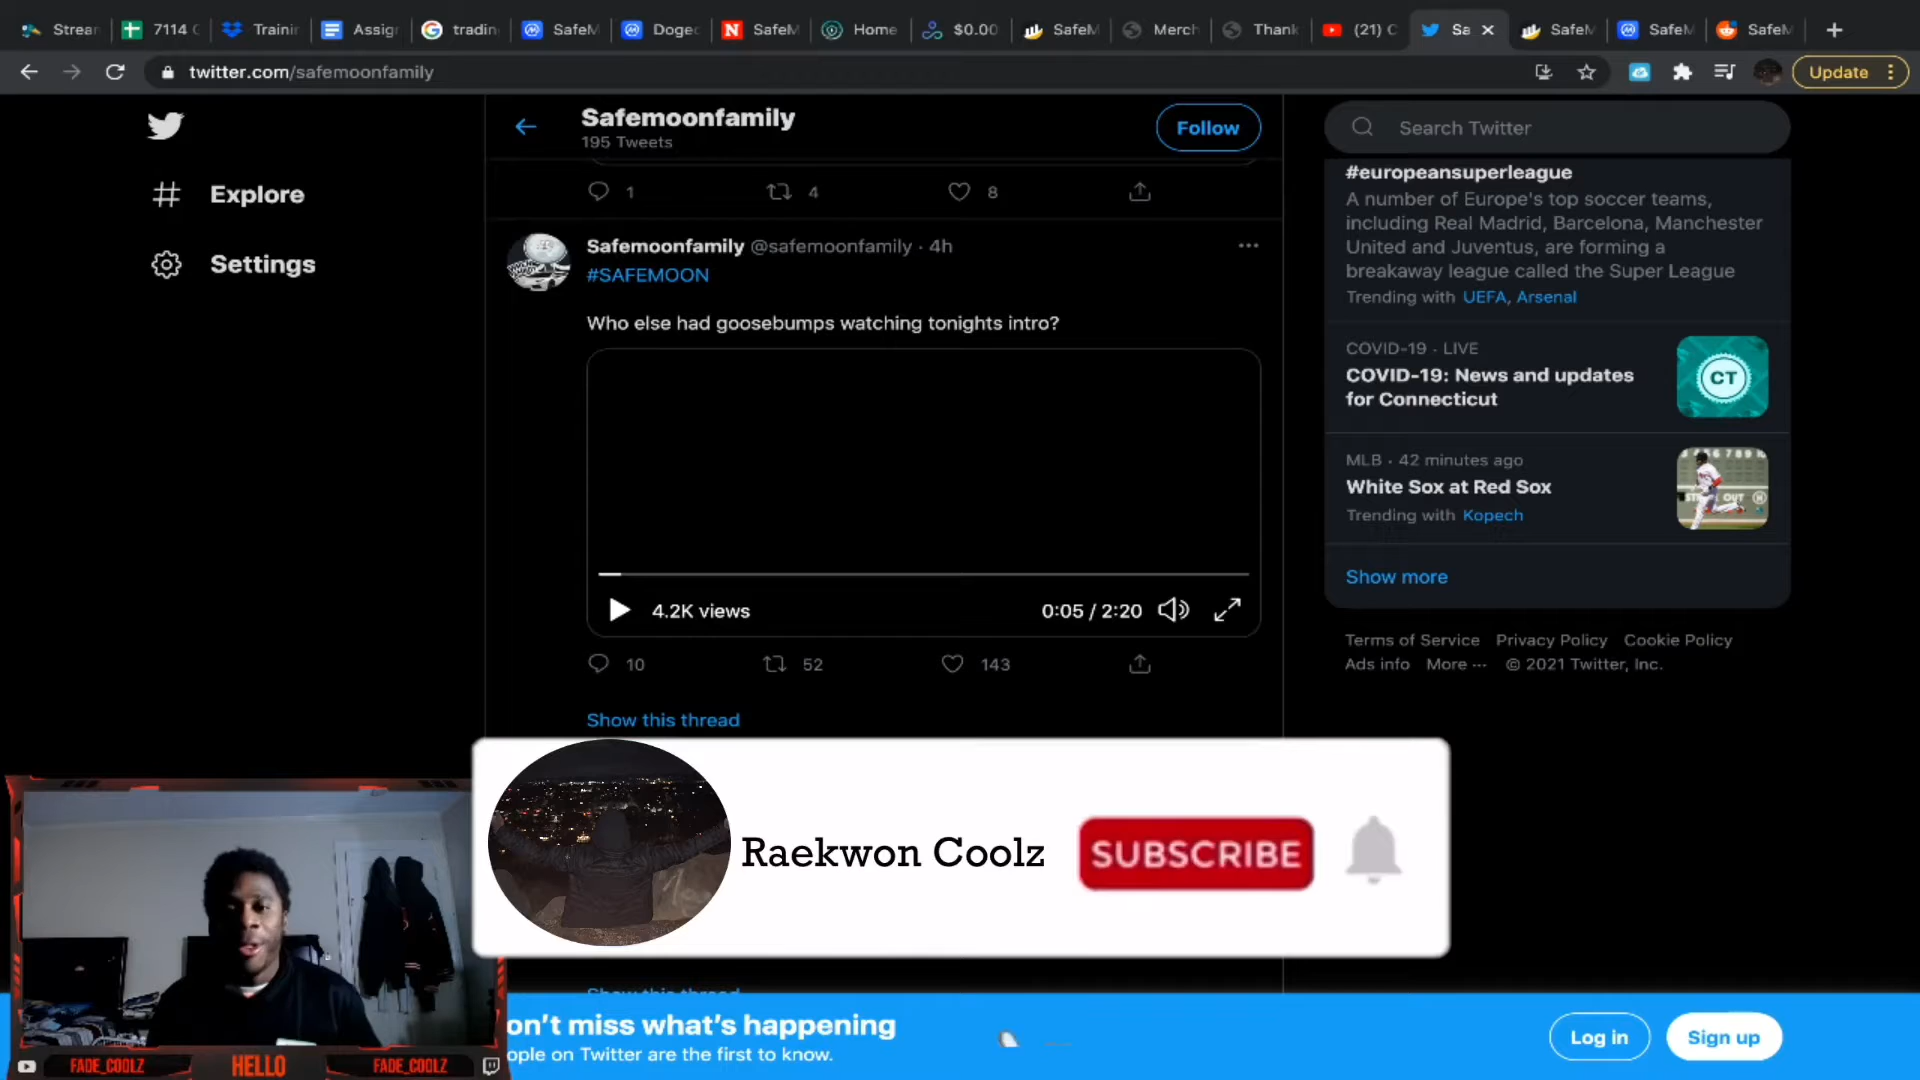 Strear
7114 C
Trainin
Assign
trading
SafeM
Dogec
SafeM
Home
$0.00
SafeM
Merch
Thank
(21) C
Sa
SafeM
SafeM
SafeM
twitter.com/safemoonfamily
Update
Explore
Settings
Safemoonfamily
195 Tweets
Follow
1
4
8
Safemoonfamily @safemoonfamily · 4h
#SAFEMOON
Who else had goosebumps watching tonights intro?
4.2K views
0:05 / 2:20
10
52
143
Show this thread
Search Twitter
#europeansuperleague
A number of Europe's top soccer teams,
including Real Madrid, Barcelona, Manchester
United and Juventus, are forming a
breakaway league called the Super League
Trending with UEFA, Arsenal
COVID-19 · LIVE
COVID-19: News and updates
for Connecticut
CT
MLB · 42 minutes ago
White Sox at Red Sox
Trending with Kopech
Show more
Terms of Service Privacy Policy Cookie Policy
Ads info More ··· © 2021 Twitter, Inc.
Raekwon Coolz
SUBSCRIBE
Show this thread
on't miss what's happening
ople on Twitter are the first to know.
Log in
Sign up
FADE_COOLZ
HELLO
FADE_COOLZ